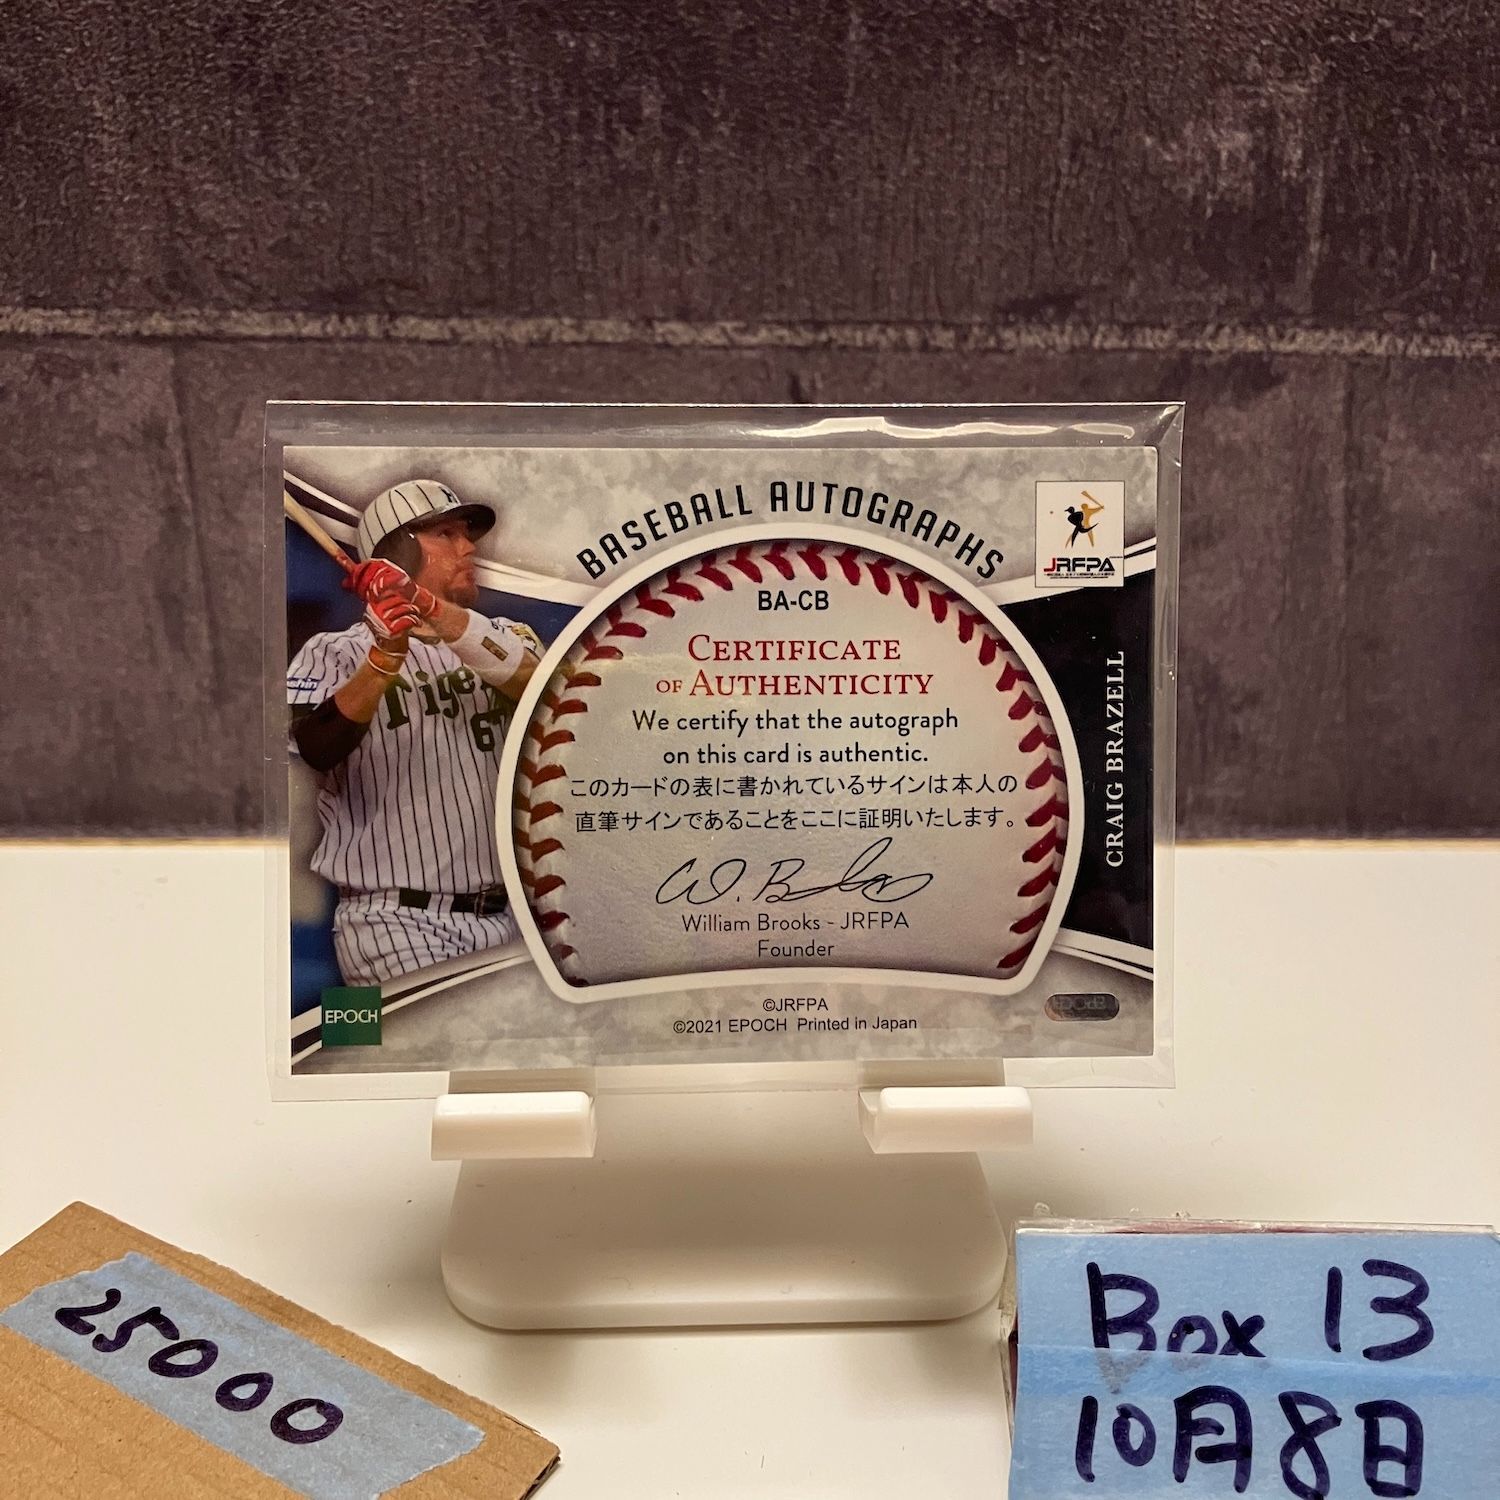 BASEBALL AUTOGRAPHS
JRFPA
BA-CB
CERTIFICATE
OF AUTHENTICITY
We certify that the autograph
on this card is authentic.
このカードの表に書かれているサインは本人の
直筆サインであることをここに証明いたします。
William Brooks - JRFPA
Founder
©JRFPA
©2021 EPOCH Printed in Japan
CRAIG BRAZELL
Tigers
67
EPOCH
25000
Box 13
10月8日